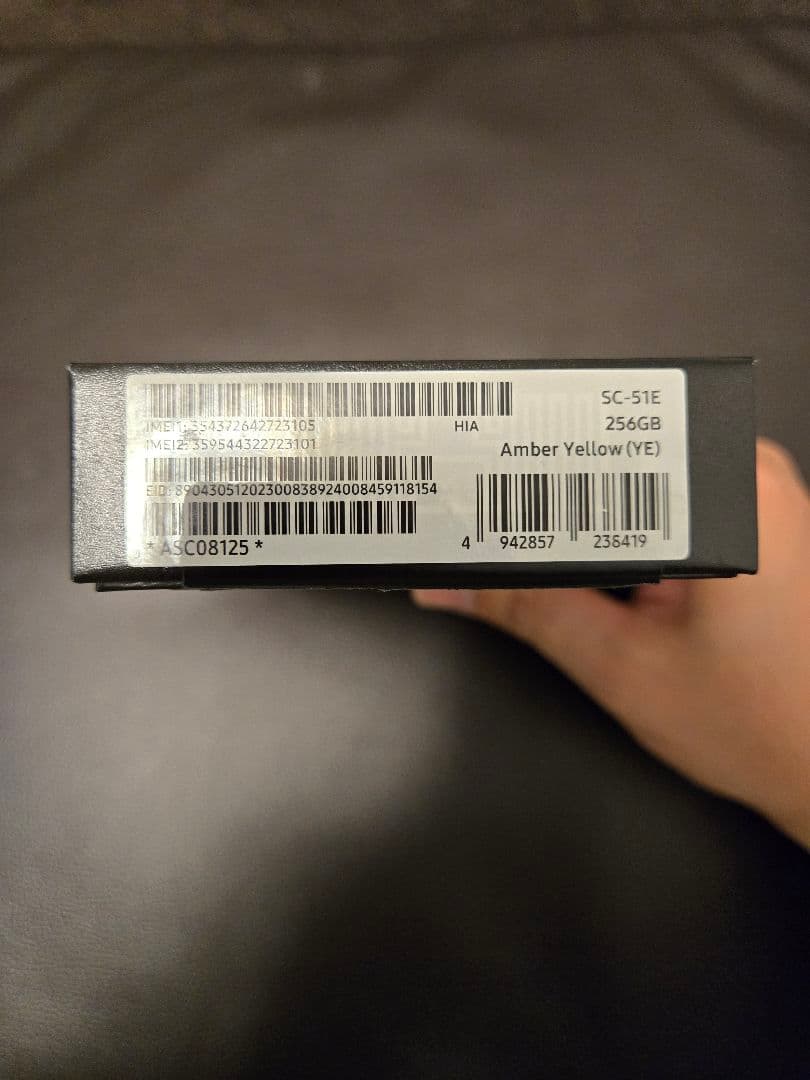 IMEI1: 354372642723105
HIA
IMEI2: 359544322723101
EID: 89043051202300838924008459118154
* ASC08125 *
SC-51E
256GB
Amber Yellow (YE)
4 942857 236419